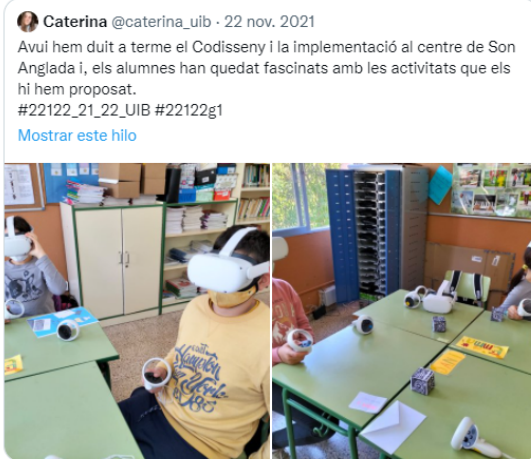 Caterina @caterina_uib · 22 nov. 2021
Avui hem duit a terme el Codisseny i la implementació al centre de Son
Anglada i, els alumnes han quedat fascinats amb les activitats que els
hi hem proposat.
#22122_21_22_UIB #22122g1
Mostrar este hilo